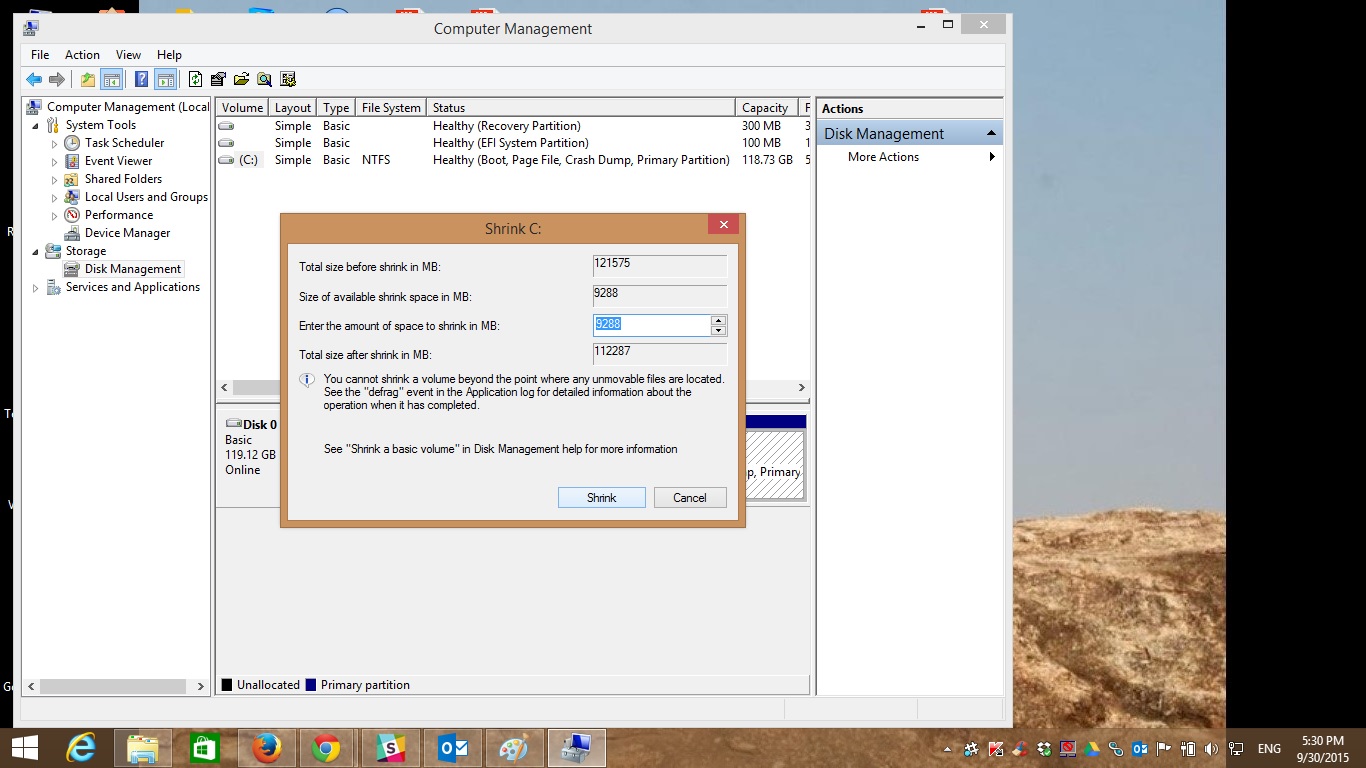 Computer Management
File Action View Help
Computer Management (Local
System Tools
Task Scheduler
Event Viewer
Shared Folders
Local Users and Groups
Performance
Device Manager
Storage
Disk Management
Services and Applications
Volume Layout Type File System Status Capacity F
Simple Basic Healthy (Recovery Partition) 300 MB 3
Simple Basic Healthy (EFI System Partition) 100 MB 1
(C:) Simple Basic NTFS Healthy (Boot, Page File, Crash Dump, Primary Partition) 118.73 GB 5
Actions
Disk Management
More Actions
Shrink C:
Total size before shrink in MB: 121575
Size of available shrink space in MB: 9288
Enter the amount of space to shrink in MB: 9288
Total size after shrink in MB: 112287
You cannot shrink a volume beyond the point where any unmovable files are located.
See the "defrag" event in the Application log for detailed information about the
operation when it has completed.
See "Shrink a basic volume" in Disk Management help for more information
Shrink Cancel
Disk 0
Basic
119.12 GB
Online
p, Primary
Unallocated Primary partition
ENG
5:30 PM
9/30/2015